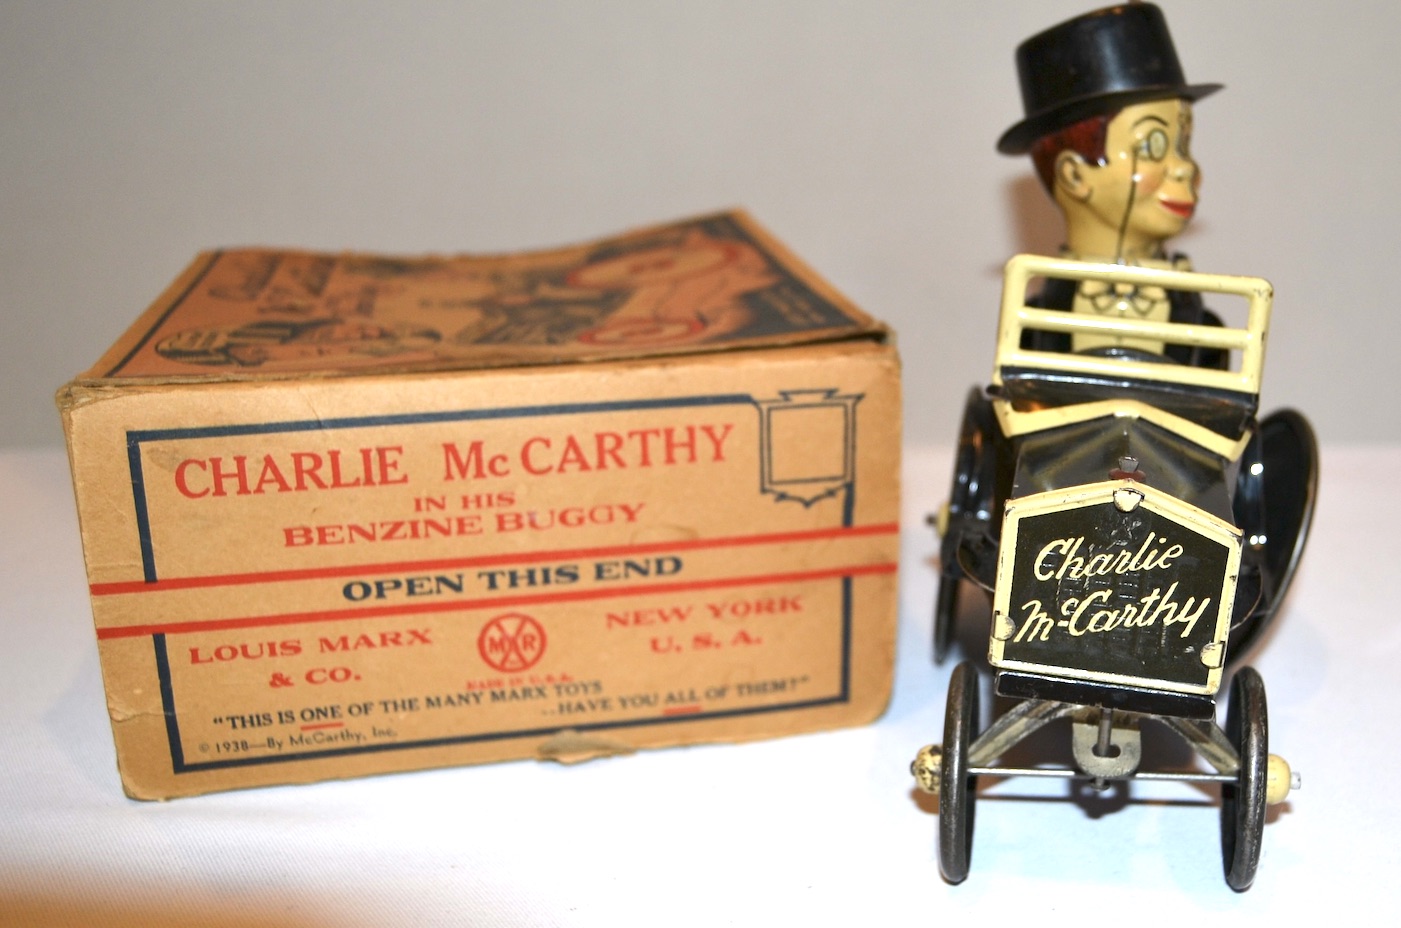 CHARLIE McCARTHY
IN HIS
BENZINE BUGGY
OPEN THIS END
LOUIS MARX
& CO.
MAR
MADE IN U.S.A.
NEW YORK
U. S. A.
"THIS IS ONE OF THE MANY MARX TOYS
..HAVE YOU ALL OF THEM?"
© 1938—By McCarthy, Inc.
Charlie
McCarthy